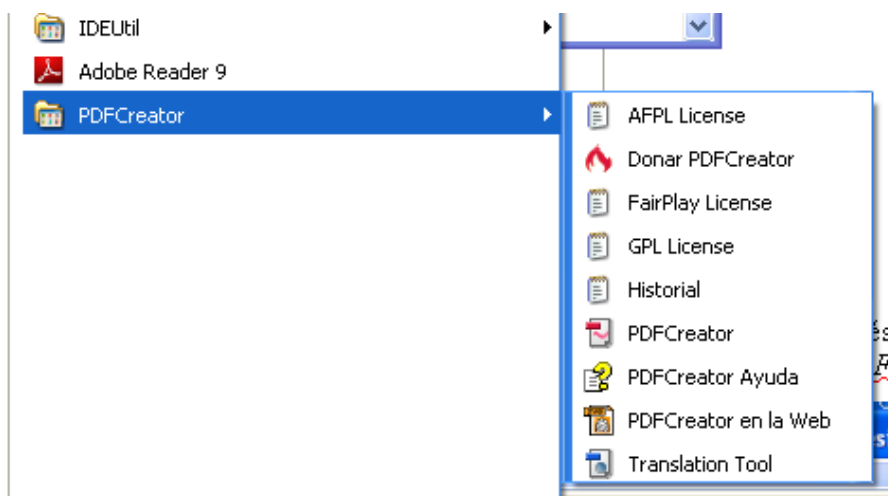 IDEUtil
Adobe Reader 9
PDFCreator
AFPL License
Donar PDFCreator
FairPlay License
GPL License
Historial
PDFCreator
PDFCreator Ayuda
PDFCreator en la Web
Translation Tool
és